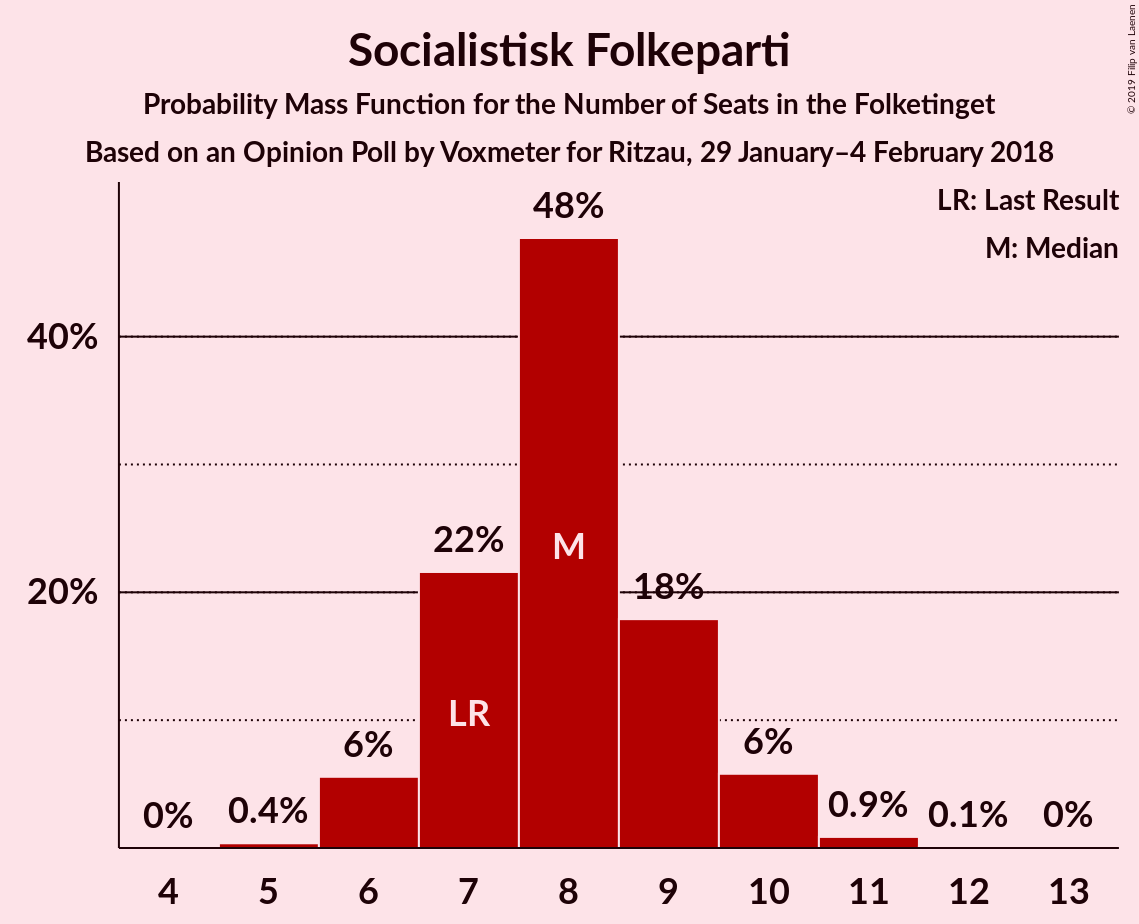 Socialistisk Folkeparti
Probability Mass Function for the Number of Seats in the Folketinget
Based on an Opinion Poll by Voxmeter for Ritzau, 29 January–4 February 2018
© 2019 Filip van Laenen
LR: Last Result
M: Median
40%
20%
0%
0.4%
6%
22%
48%
18%
6%
0.9%
0.1%
0%
LR
M
4 5 6 7 8 9 10 11 12 13